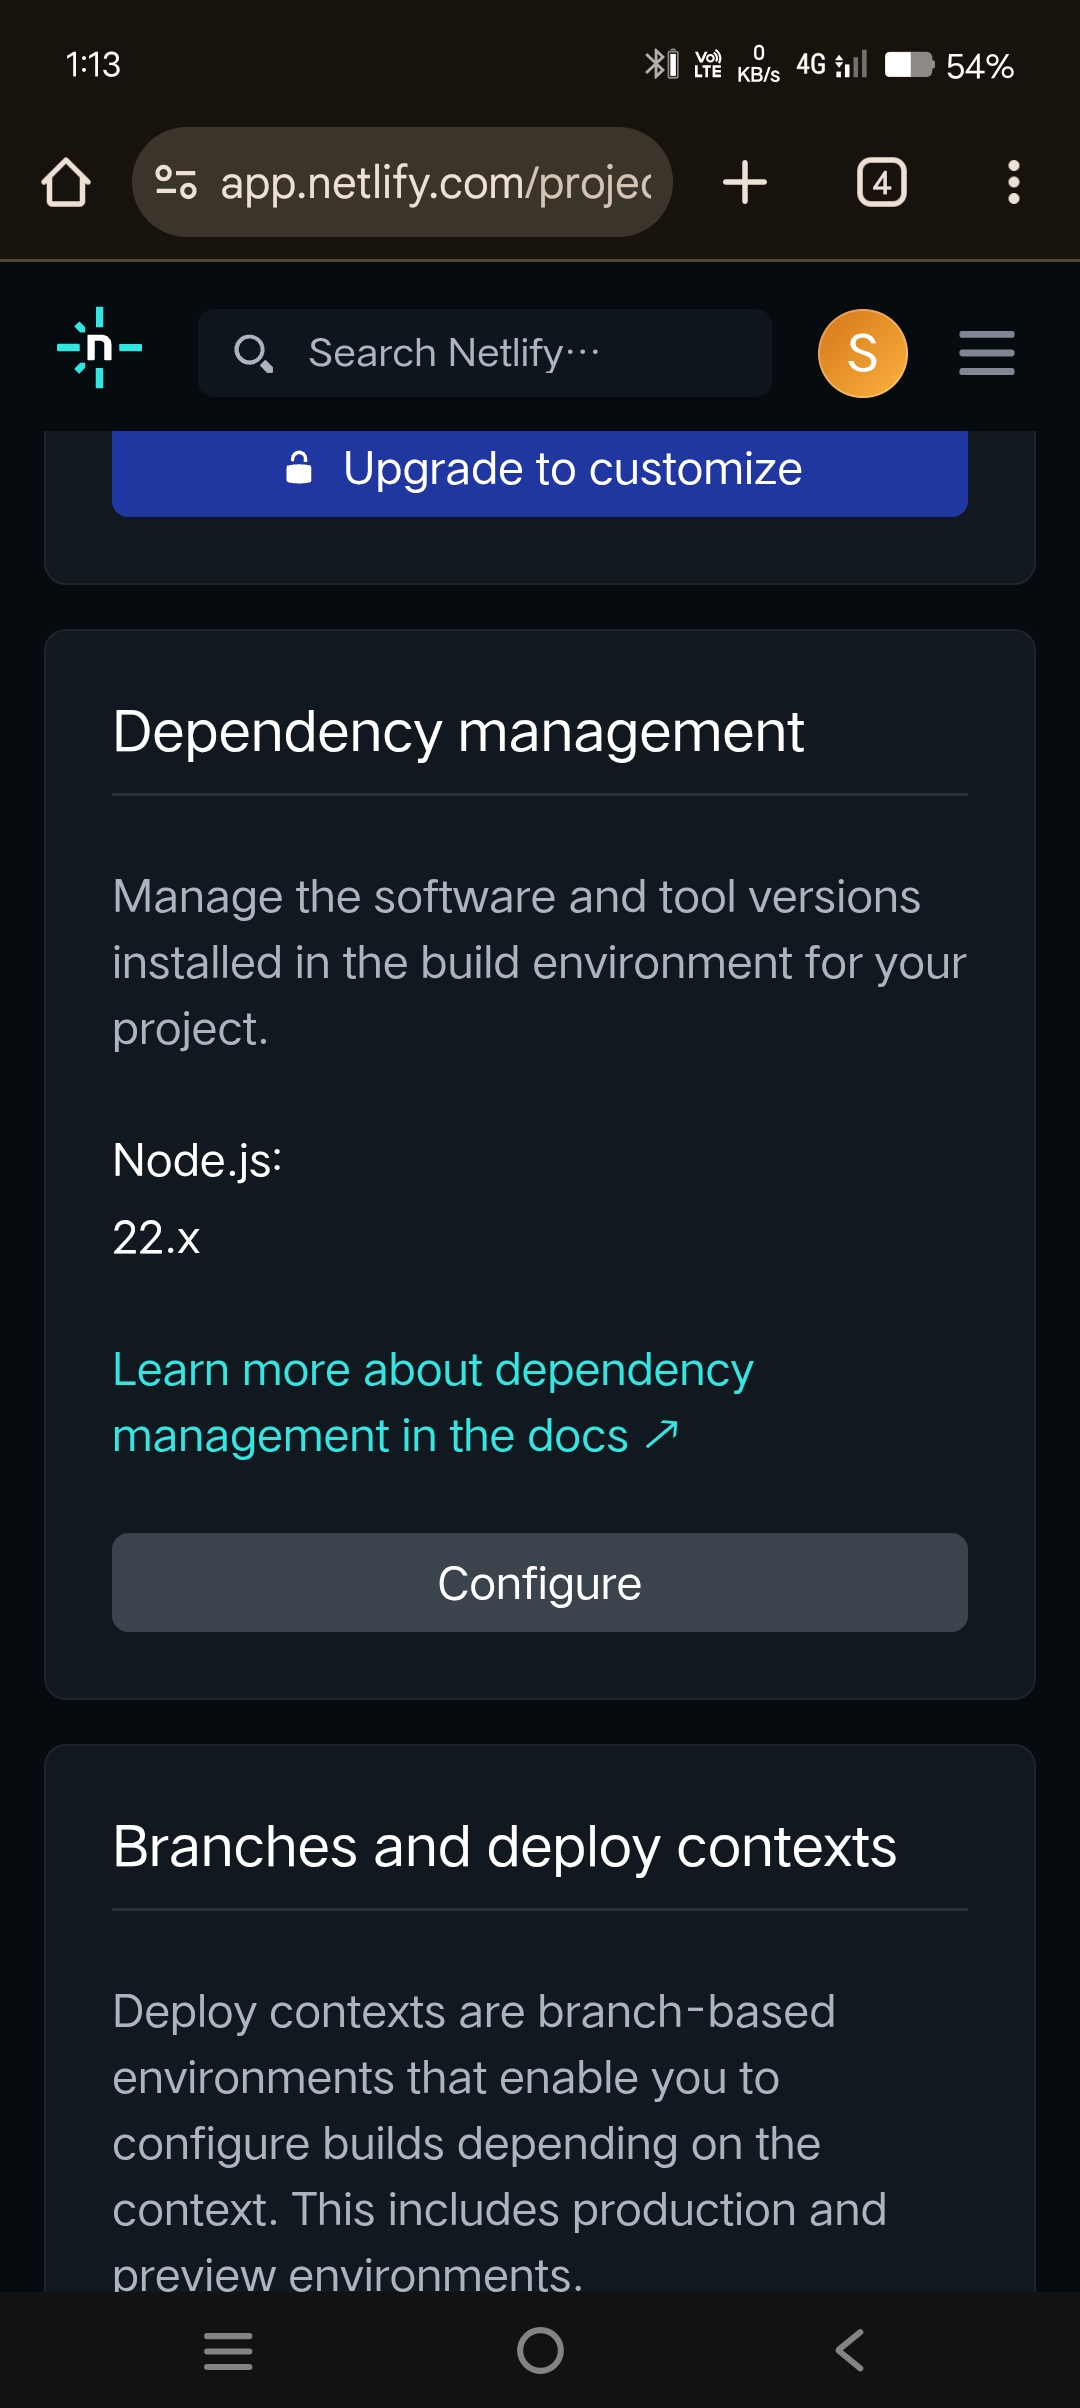 1:13
Vo)) LTE
0 KB/s
4G
54%
app.netlify.com/projec
4
n
Search Netlify···
S
Upgrade to customize
Dependency management
Manage the software and tool versions
installed in the build environment for your
project.
Node.js:
22.x
Learn more about dependency
management in the docs ↗
Configure
Branches and deploy contexts
Deploy contexts are branch-based
environments that enable you to
configure builds depending on the
context. This includes production and
preview environments.